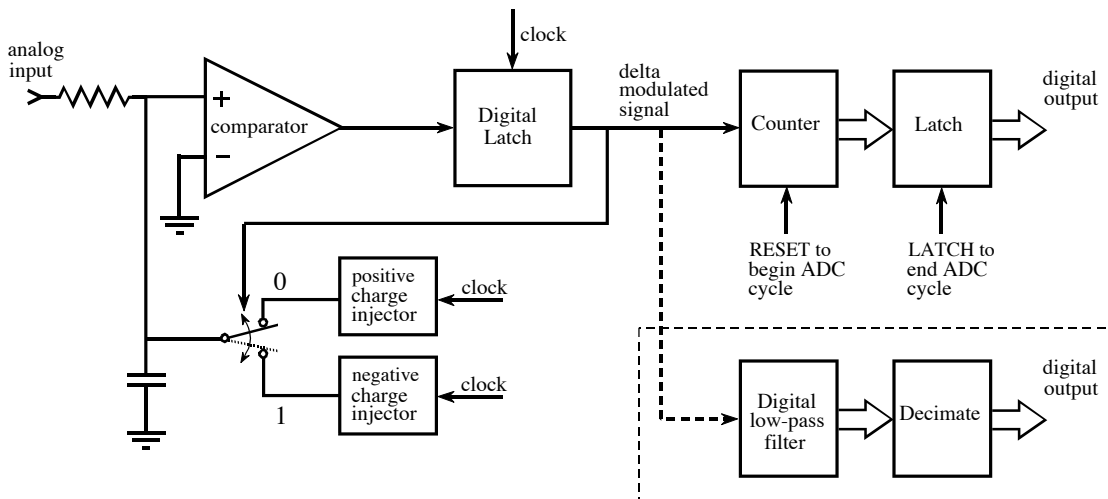 analog
input
+
comparator
−
clock
Digital
Latch
delta
modulated
signal
Counter
Latch
digital
output
RESET to
begin ADC
cycle
LATCH to
end ADC
cycle
0
positive
charge
injector
clock
1
negative
charge
injector
clock
Digital
low-pass
filter
Decimate
digital
output